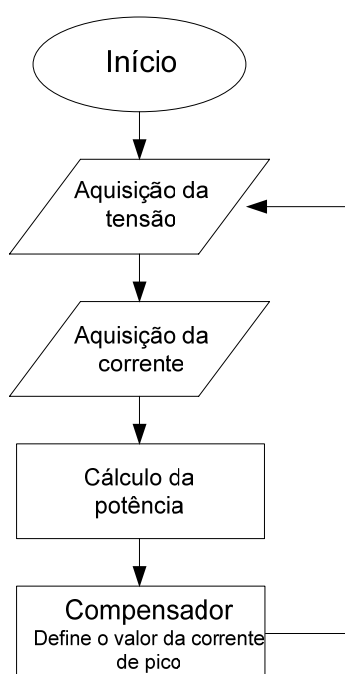 Início
Aquisição da
tensão
Aquisição da
corrente
Cálculo da
potência
Compensador
Define o valor da corrente
de pico